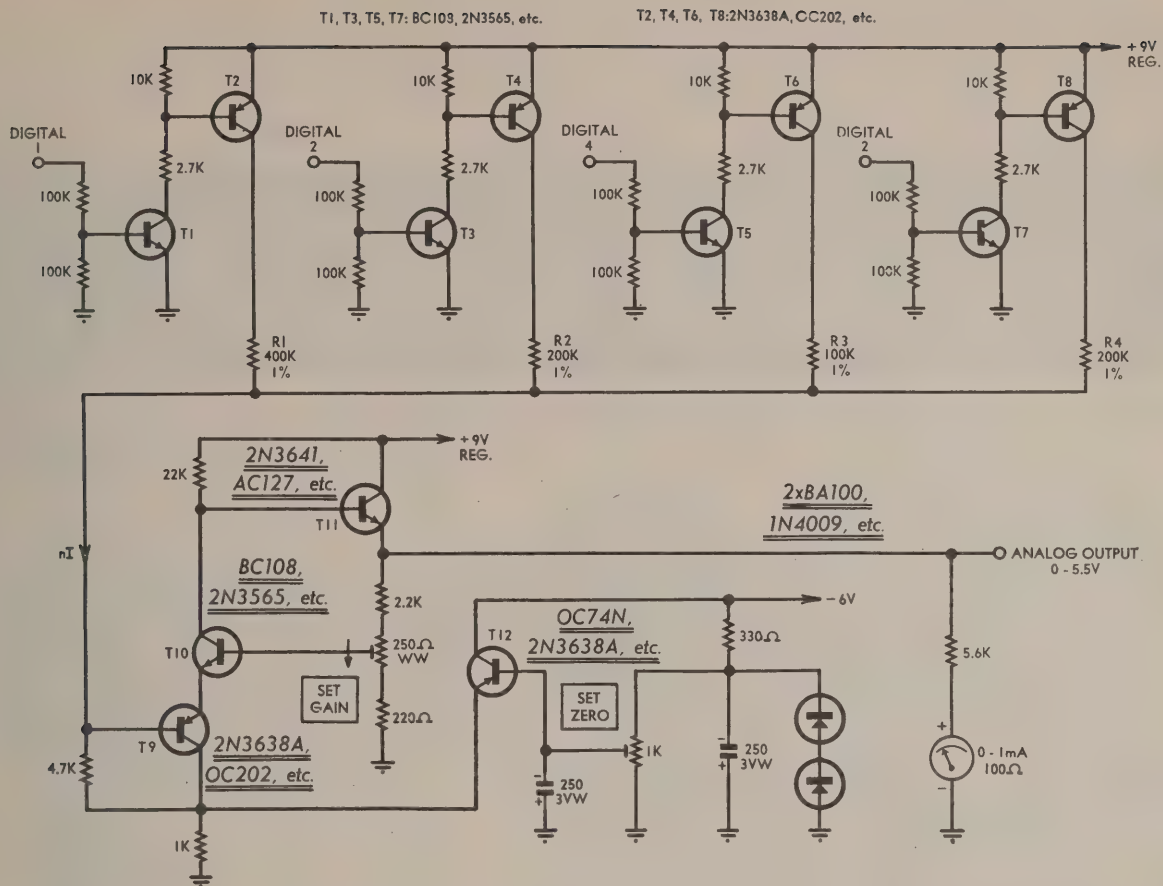 T1, T3, T5, T7: BC108, 2N3565, etc.
T2, T4, T6, T8:2N3638A, CC202, etc.
+9V
REG.
10K
T2
10K
T4
10K
T6
10K
T8
DIGITAL
1
DIGITAL
2
DIGITAL
4
DIGITAL
2
2.7K
2.7K
2.7K
2.7K
100K
100K
100K
100K
T1
T3
T5
T7
100K
100K
100K
100K
R1
400K
1%
R2
200K
1%
R3
100K
1%
R4
200K
1%
+9V
REG.
22K
2N3641,
AC127, etc.
T11
2xBA100,
1N4009, etc.
nI
ANALOG OUTPUT
0 - 5.5V
BC108,
2N3565, etc.
2.2K
-6V
T10
250Ω
WW
T12
OC74N,
2N3638A, etc.
330Ω
5.6K
SET
GAIN
SET
ZERO
220Ω
T9
2N3638A,
OC202, etc.
4.7K
1K
-
250
+ 3VW
-
250
+ 3VW
+
0 - 1mA
100Ω
-
1K